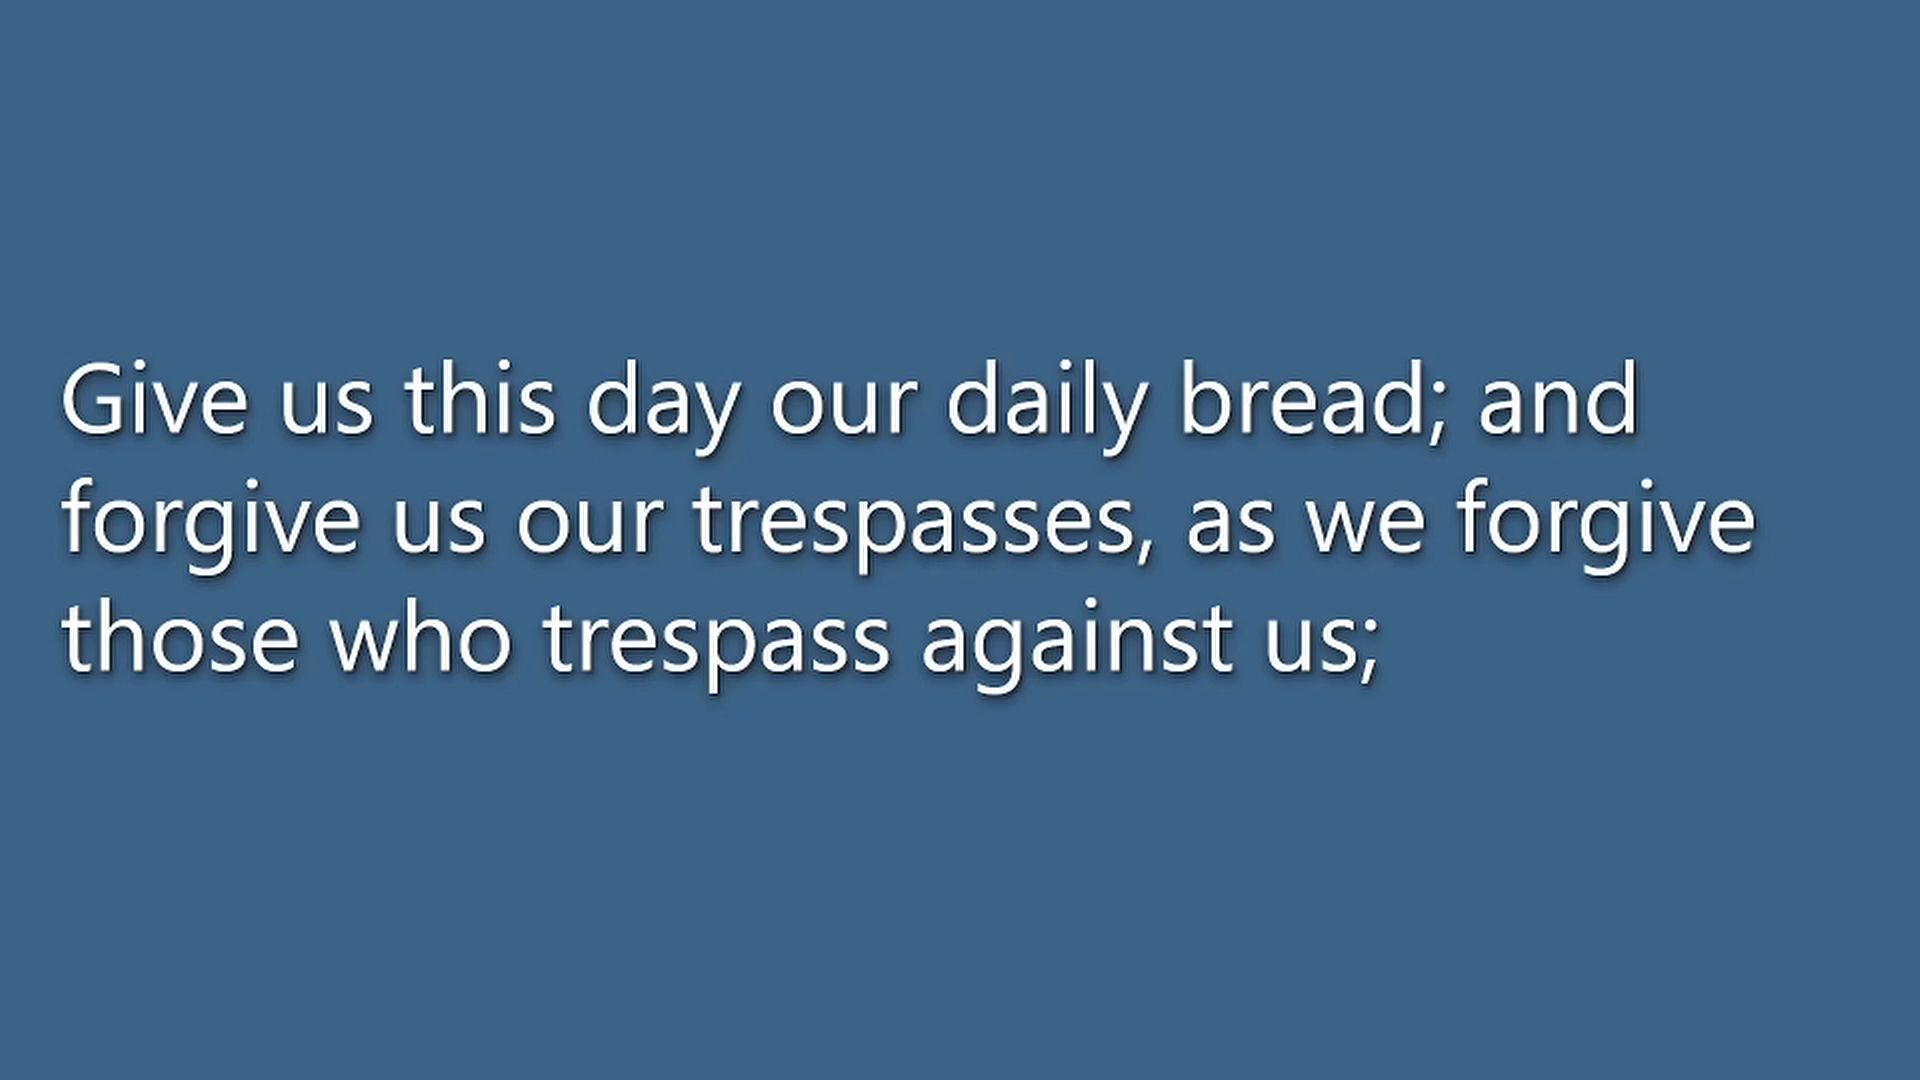 Give us this day our daily bread; and
forgive us our trespasses, as we forgive
those who trespass against us;